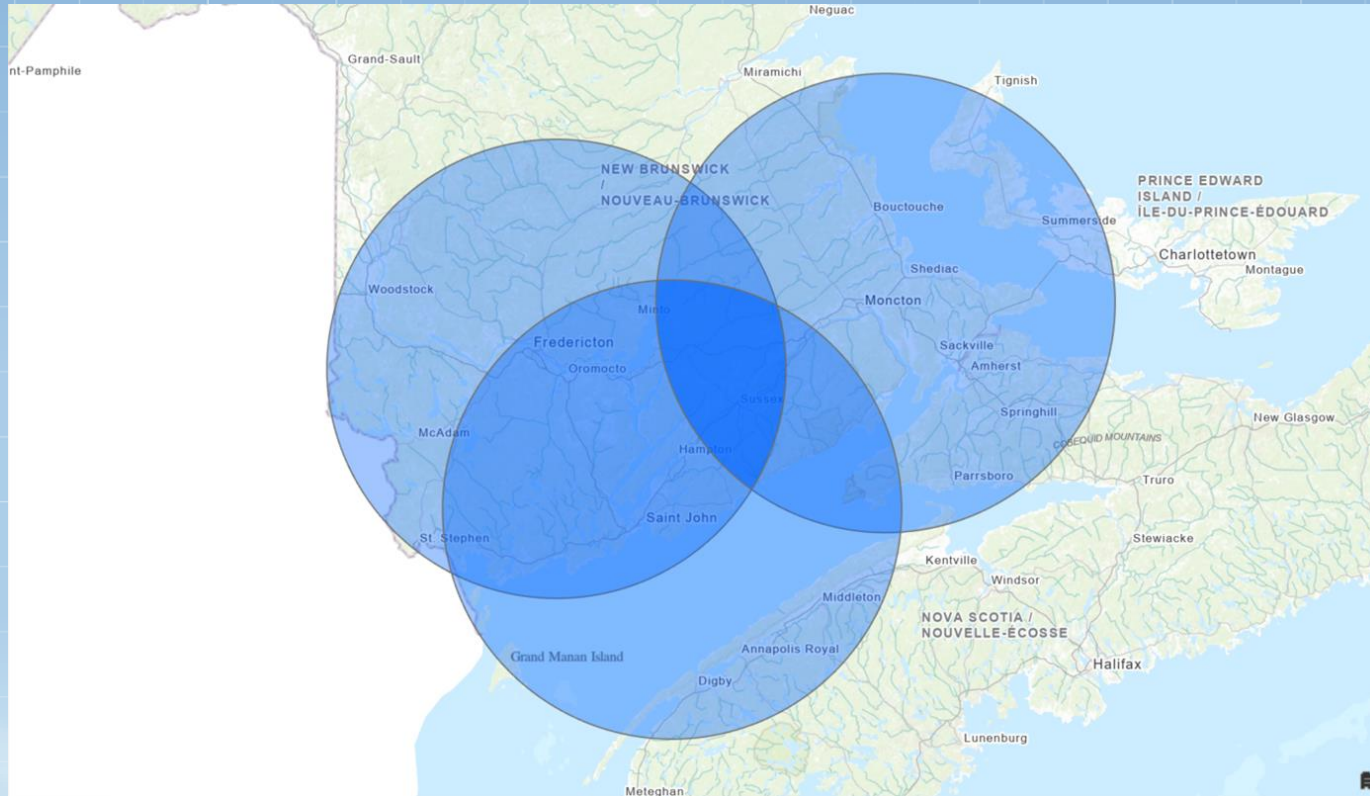 Neguac
Grand-Sault
nt-Pamphile
Miramichi
Tignish
NEW BRUNSWICK
/
NOUVEAU-BRUNSWICK
PRINCE EDWARD
ISLAND /
ÎLE-DU-PRINCE-ÉDOUARD
Bouctouche
Summerside
Charlottetown
Montague
Shediac
Woodstock
Moncton
Minto
Fredericton
Sackville
Oromocto
Amherst
Sussex
Springhill
New Glasgow
McAdam
COBEQUID MOUNTAINS
Hampton
Parrsboro
Truro
Saint John
St. Stephen
Stewiacke
Kentville
Windsor
Middleton
NOVA SCOTIA /
NOUVELLE-ÉCOSSE
Annapolis Royal
Grand Manan Island
Halifax
Digby
Lunenburg
Meteghan